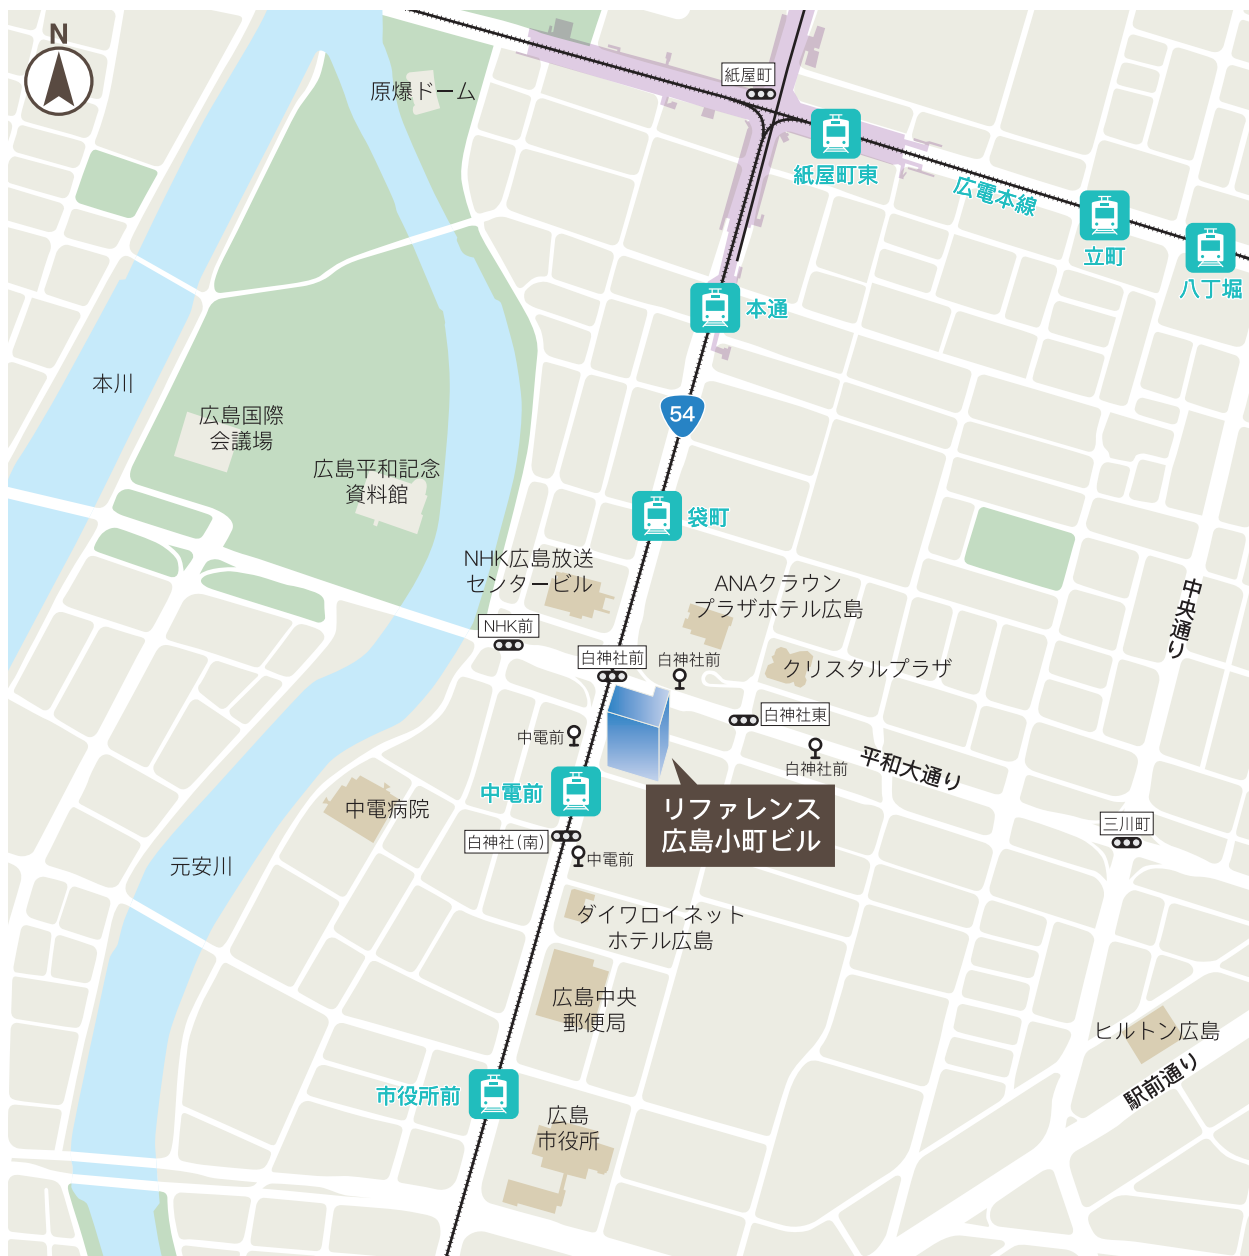 N
原爆ドーム
紙屋町
紙屋町東
広電本線
立町
八丁堀
本通
本川
54
広島国際
会議場
広島平和記念
資料館
袋町
NHK広島放送
センタービル
ANAクラウン
プラザホテル広島
中央通り
NHK前
白神社前
白神社前
クリスタルプラザ
白神社東
中電前
白神社前
平和大通り
中電前
リファレンス
広島小町ビル
中電病院
三川町
白神社(南)
中電前
元安川
ダイワロイネット
ホテル広島
広島中央
郵便局
ヒルトン広島
駅前通り
市役所前
広島
市役所